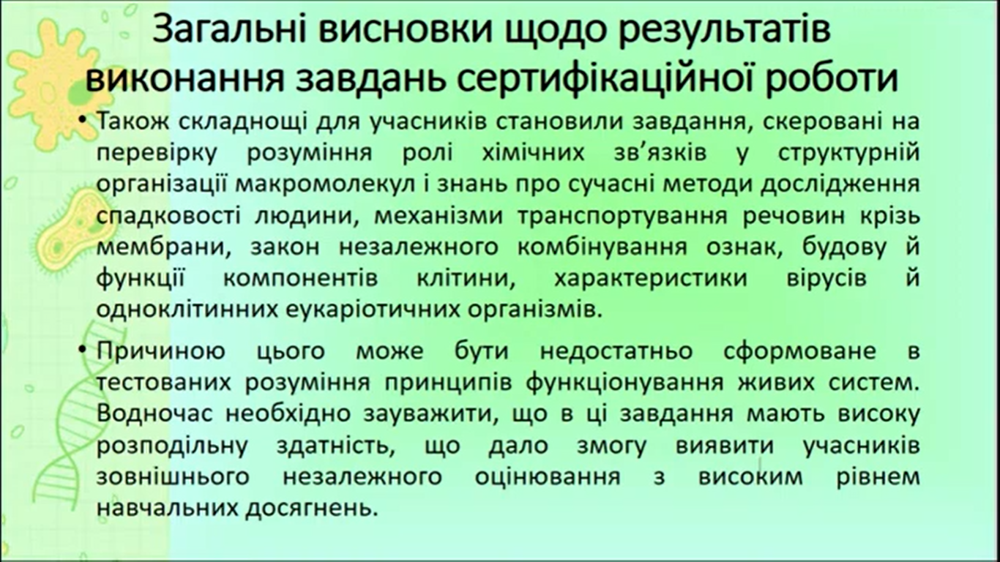 Загальні висновки щодо результатів
виконання завдань сертифікаційної роботи
• Також складнощі для учасників становили завдання, скеровані на
перевірку розуміння ролі хімічних зв’язків у структурній
організації макромолекул і знань про сучасні методи дослідження
спадковості людини, механізми транспортування речовин крізь
мембрани, закон незалежного комбінування ознак, будову й
функції компонентів клітини, характеристики вірусів й
одноклітинних еукаріотичних організмів.
• Причиною цього може бути недостатньо сформоване в
тестованих розуміння принципів функціонування живих систем.
Водночас необхідно зауважити, що в ці завдання мають високу
розподільну здатність, що дало змогу виявити учасників
зовнішнього незалежного оцінювання з високим рівнем
навчальних досягнень.